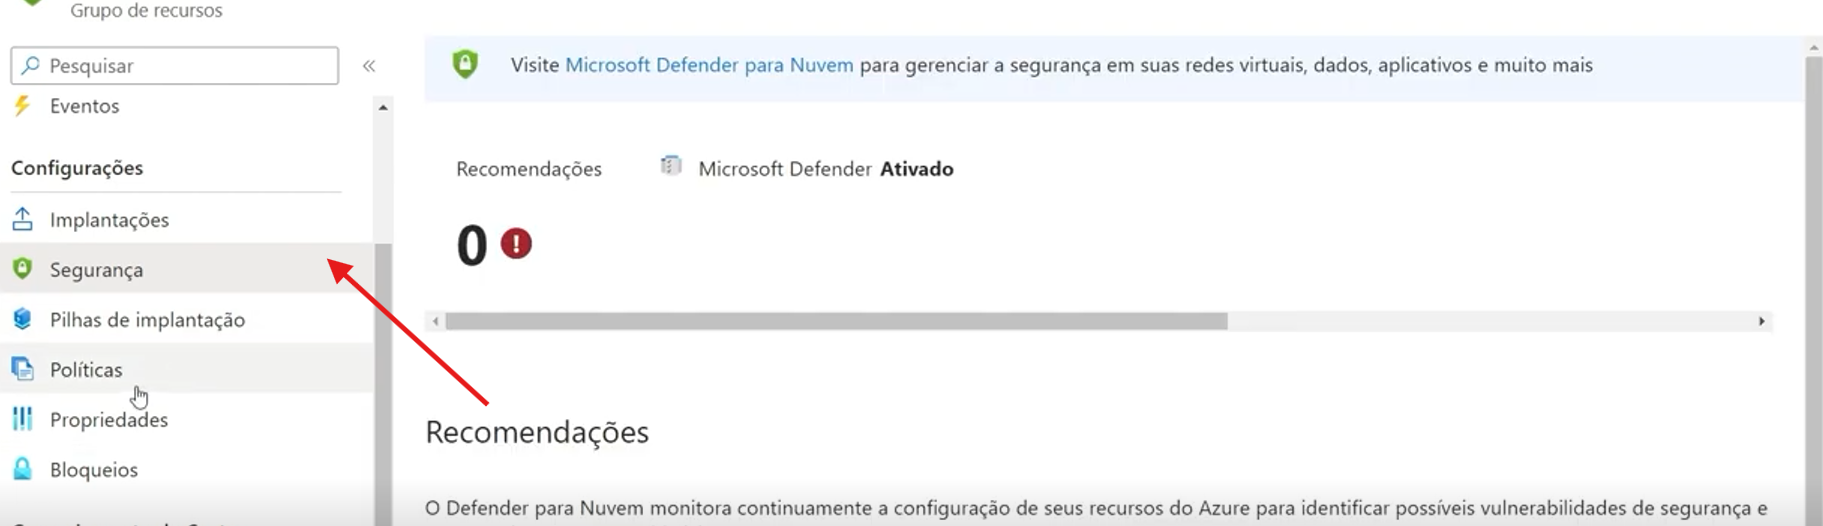 Grupo de recursos
Pesquisar
Eventos
Configurações
Implantações
Segurança
Pilhas de implantação
Políticas
Propriedades
Bloqueios
Visite Microsoft Defender para Nuvem para gerenciar a segurança em suas redes virtuais, dados, aplicativos e muito mais
Recomendações
Microsoft Defender Ativado
0
Recomendações
O Defender para Nuvem monitora continuamente a configuração de seus recursos do Azure para identificar possíveis vulnerabilidades de segurança e